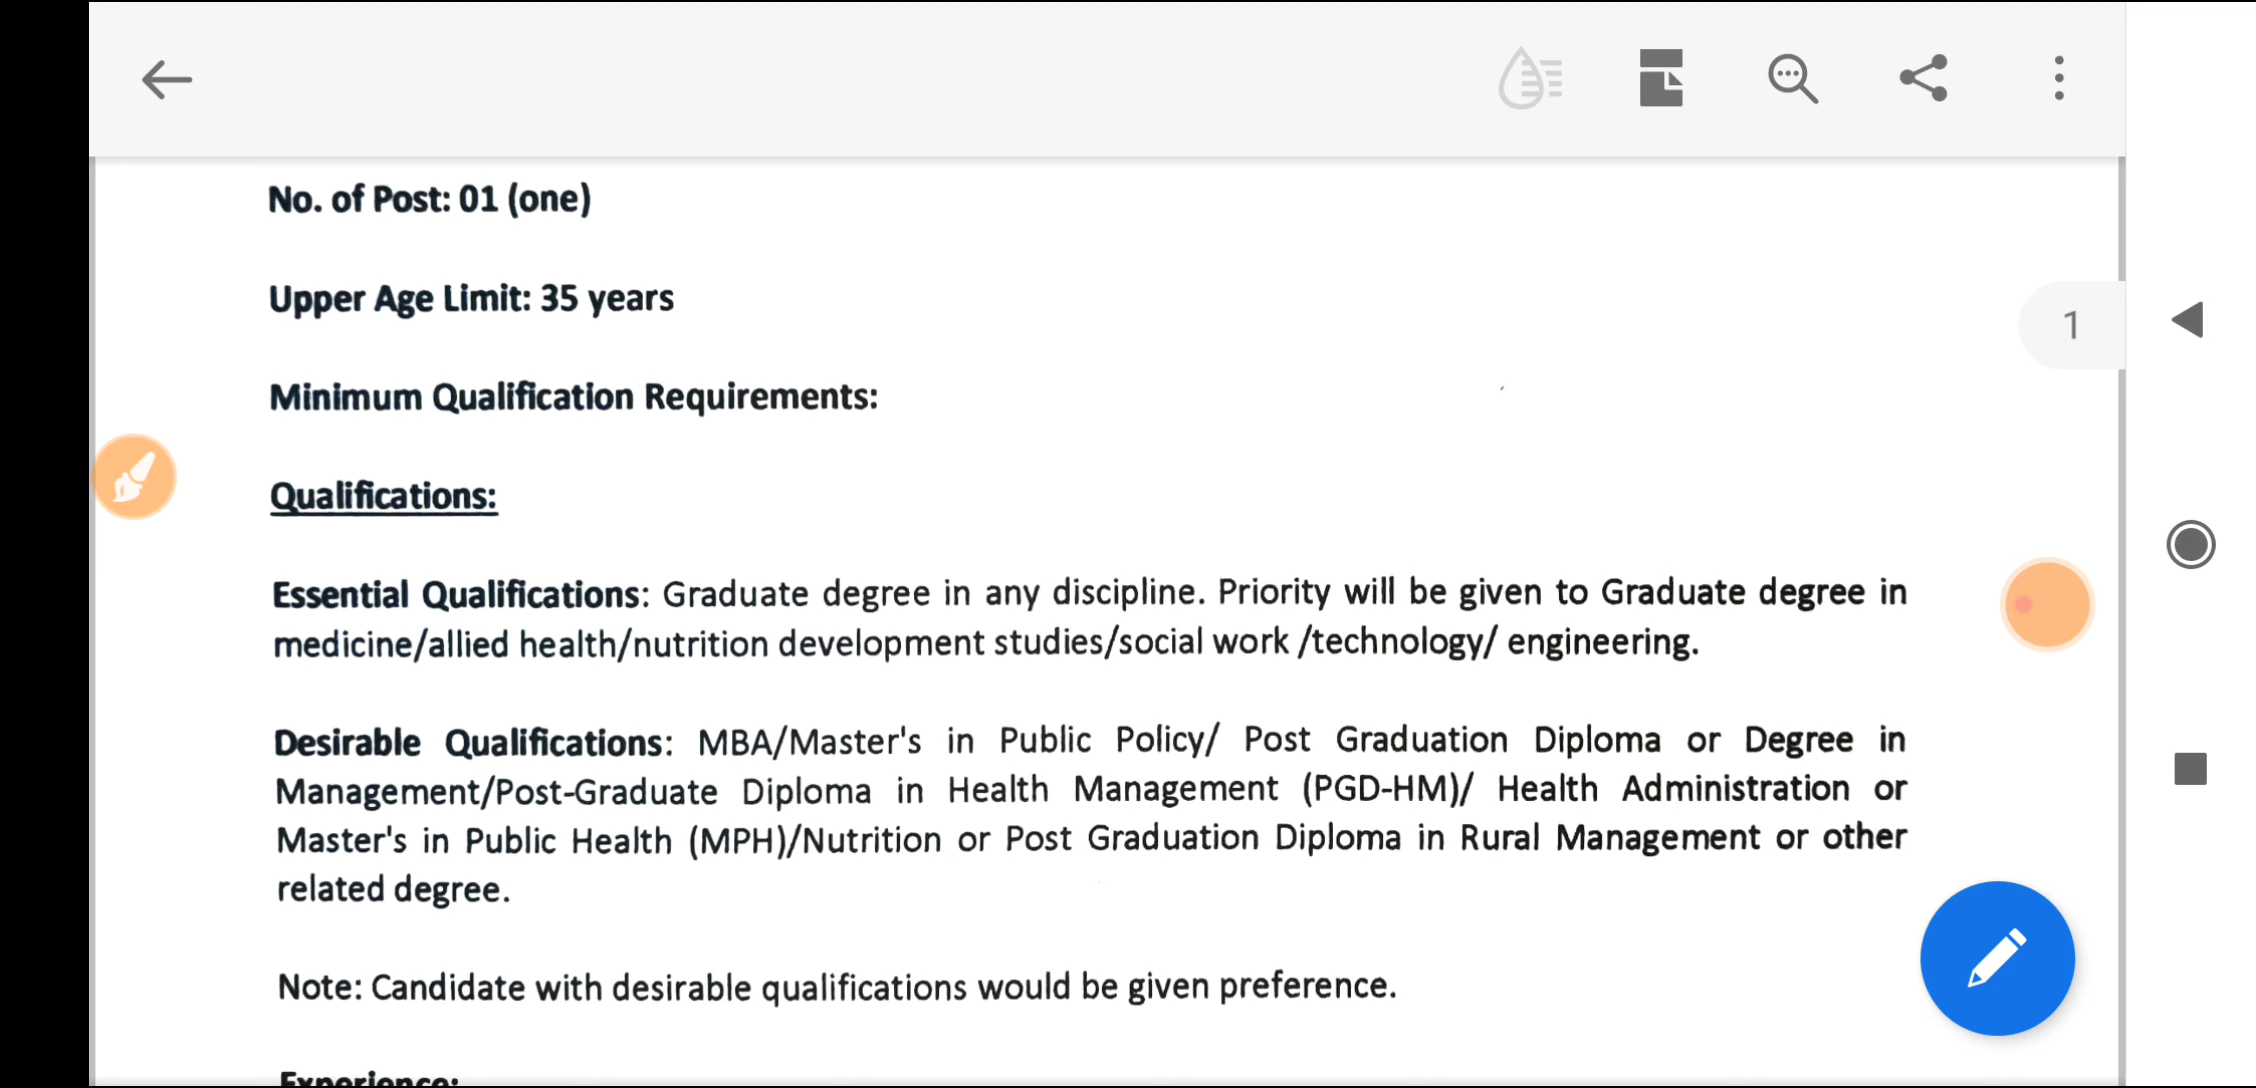 No. of Post: 01 (one)
Upper Age Limit: 35 years
1
Minimum Qualification Requirements:
Qualifications:
Essential Qualifications: Graduate degree in any discipline. Priority will be given to Graduate degree in
medicine/allied health/nutrition development studies/social work /technology/ engineering.
Desirable Qualifications: MBA/Master's in Public Policy/ Post Graduation Diploma or Degree in
Management/Post-Graduate Diploma in Health Management (PGD-HM)/ Health Administration or
Master's in Public Health (MPH)/Nutrition or Post Graduation Diploma in Rural Management or other
related degree.
Note: Candidate with desirable qualifications would be given preference.
Experience: